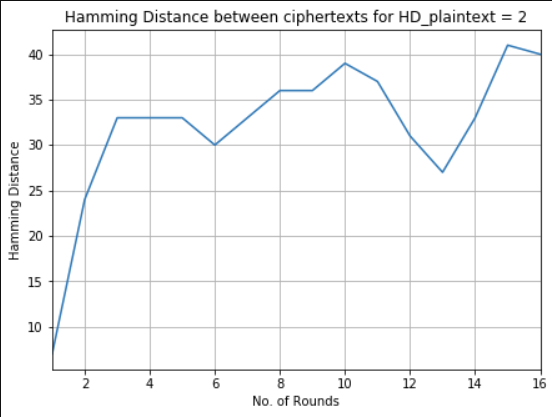 Hamming Distance between ciphertexts for HD_plaintext = 2
Hamming Distance
40
35
30
25
20
15
10
2 4 6 8 10 12 14 16
No. of Rounds